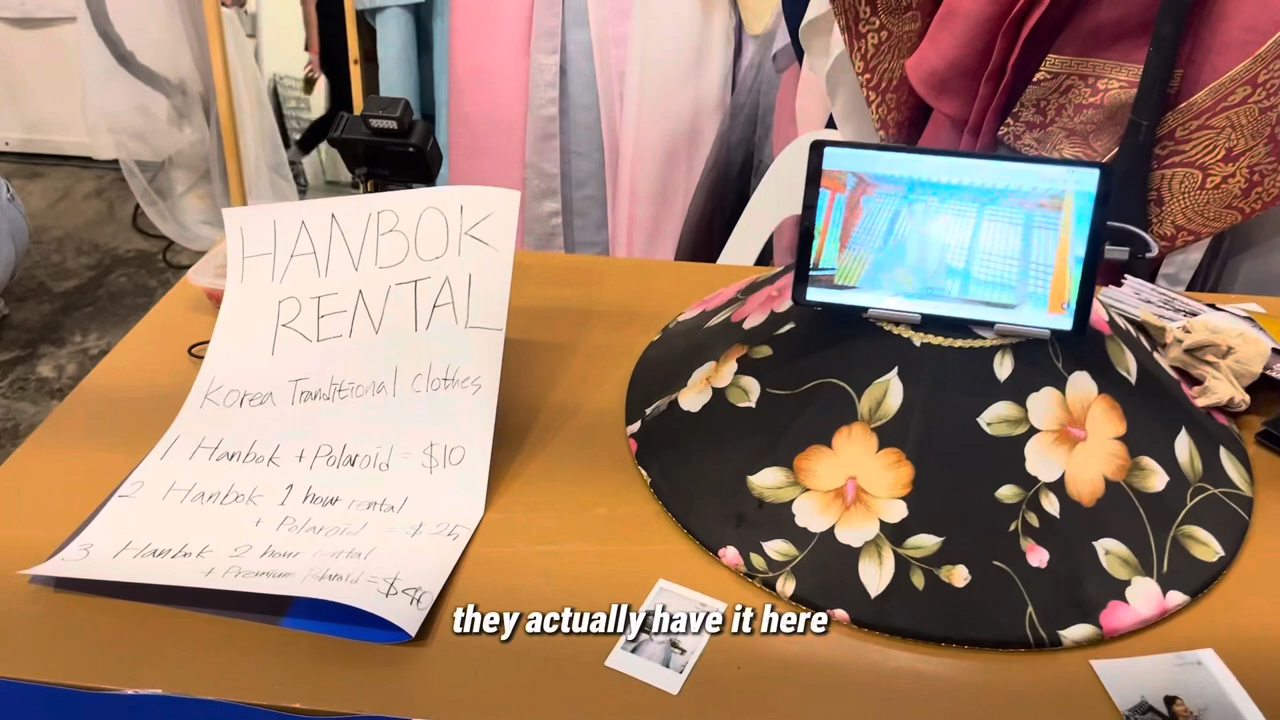 HANBOK
RENTAL
Korea Tranditional clothes
1 Hanbok + Polaroid = $10
2 Hanbok 1 hour rental
+ Polaroid = $25
3 Hanbok 2 hour rental
+ Premium Polaroid = $40
they actually have it here